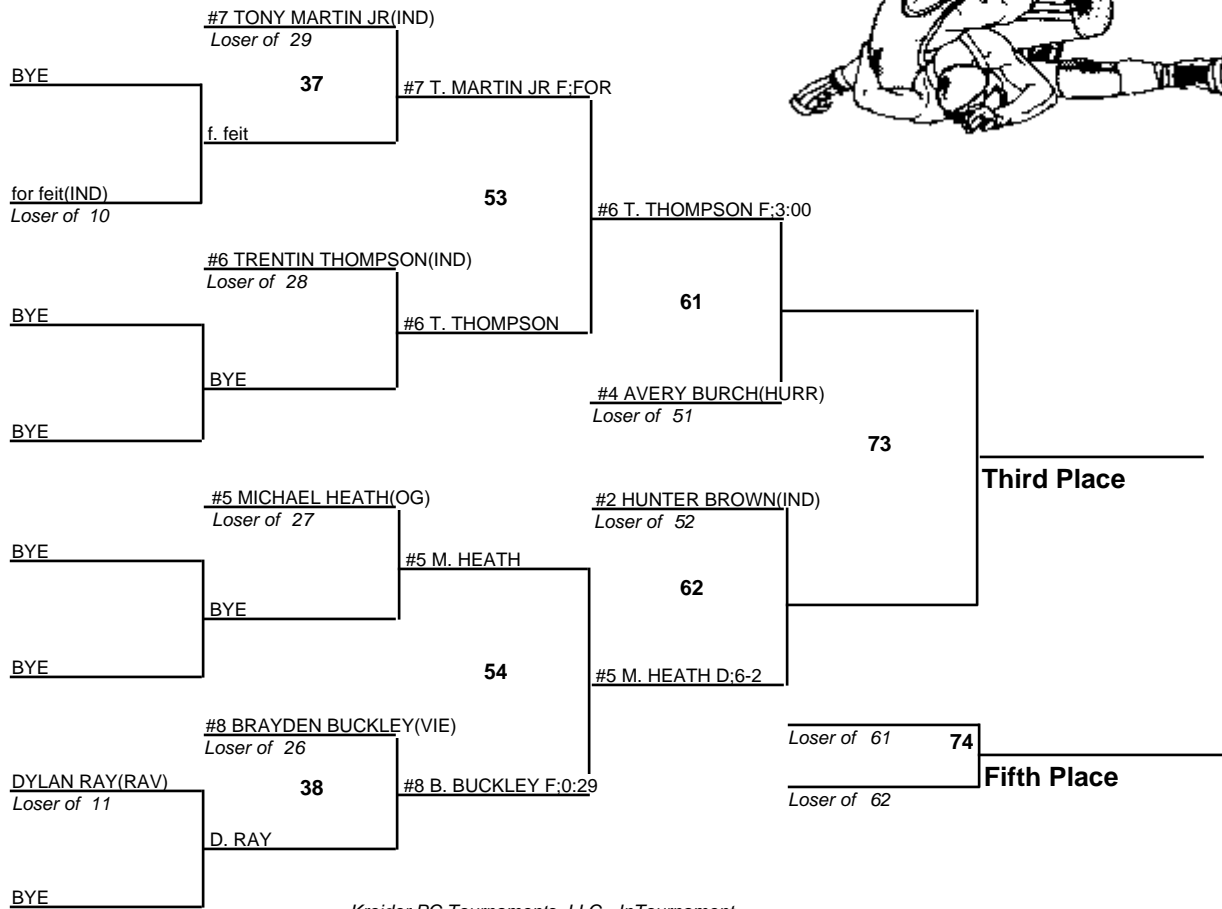 #7 TONY MARTIN JR(IND)
Loser of 29
BYE
37
#7 T. MARTIN JR F;FOR
f. feit
for feit(IND)
Loser of 10
53
#6 T. THOMPSON F;3:00
#6 TRENTIN THOMPSON(IND)
Loser of 28
61
BYE
#6 T. THOMPSON
BYE
#4 AVERY BURCH(HURR)
Loser of 51
BYE
73
Third Place
#5 MICHAEL HEATH(OG)
Loser of 27
#2 HUNTER BROWN(IND)
Loser of 52
BYE
#5 M. HEATH
62
BYE
BYE
54
#5 M. HEATH D;6-2
#8 BRAYDEN BUCKLEY(VIE)
Loser of 26
Loser of 61
74
DYLAN RAY(RAV)
Loser of 11
38
#8 B. BUCKLEY F;0:29
Fifth Place
Loser of 62
D. RAY
BYE